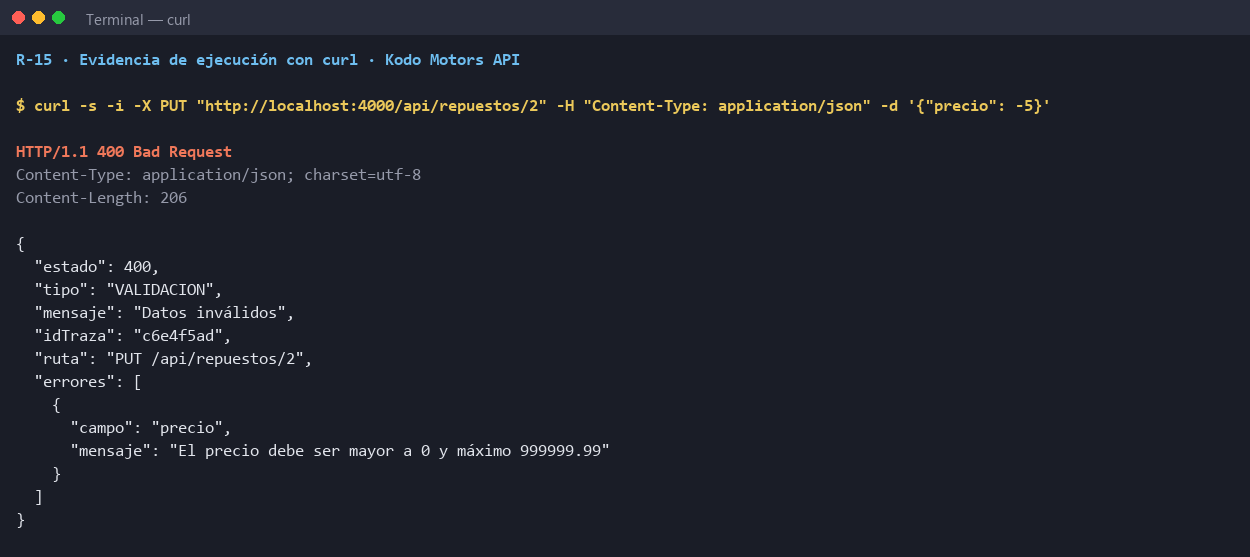 Terminal — curl
R-15 · Evidencia de ejecución con curl · Kodo Motors API
$ curl -s -i -X PUT "http://localhost:4000/api/repuestos/2" -H "Content-Type: application/json" -d '{"precio": -5}'
HTTP/1.1 400 Bad Request
Content-Type: application/json; charset=utf-8
Content-Length: 206
{
  "estado": 400,
  "tipo": "VALIDACION",
  "mensaje": "Datos inválidos",
  "idTraza": "c6e4f5ad",
  "ruta": "PUT /api/repuestos/2",
  "errores": [
    {
      "campo": "precio",
      "mensaje": "El precio debe ser mayor a 0 y máximo 999999.99"
    }
  ]
}